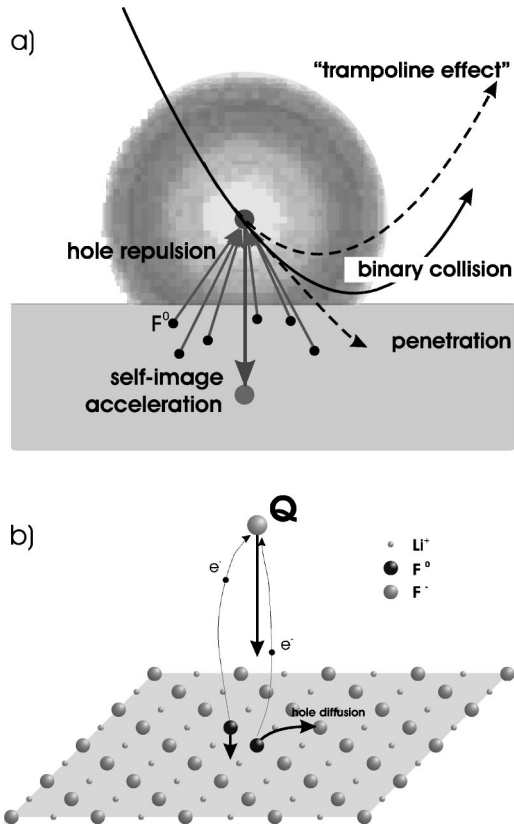 a)
“trampoline effect”
hole repulsion
binary collision
F⁰
penetration
self-image
acceleration
b)
Q
Li⁺
F⁰
F⁻
e⁻
e⁻
hole diffusion